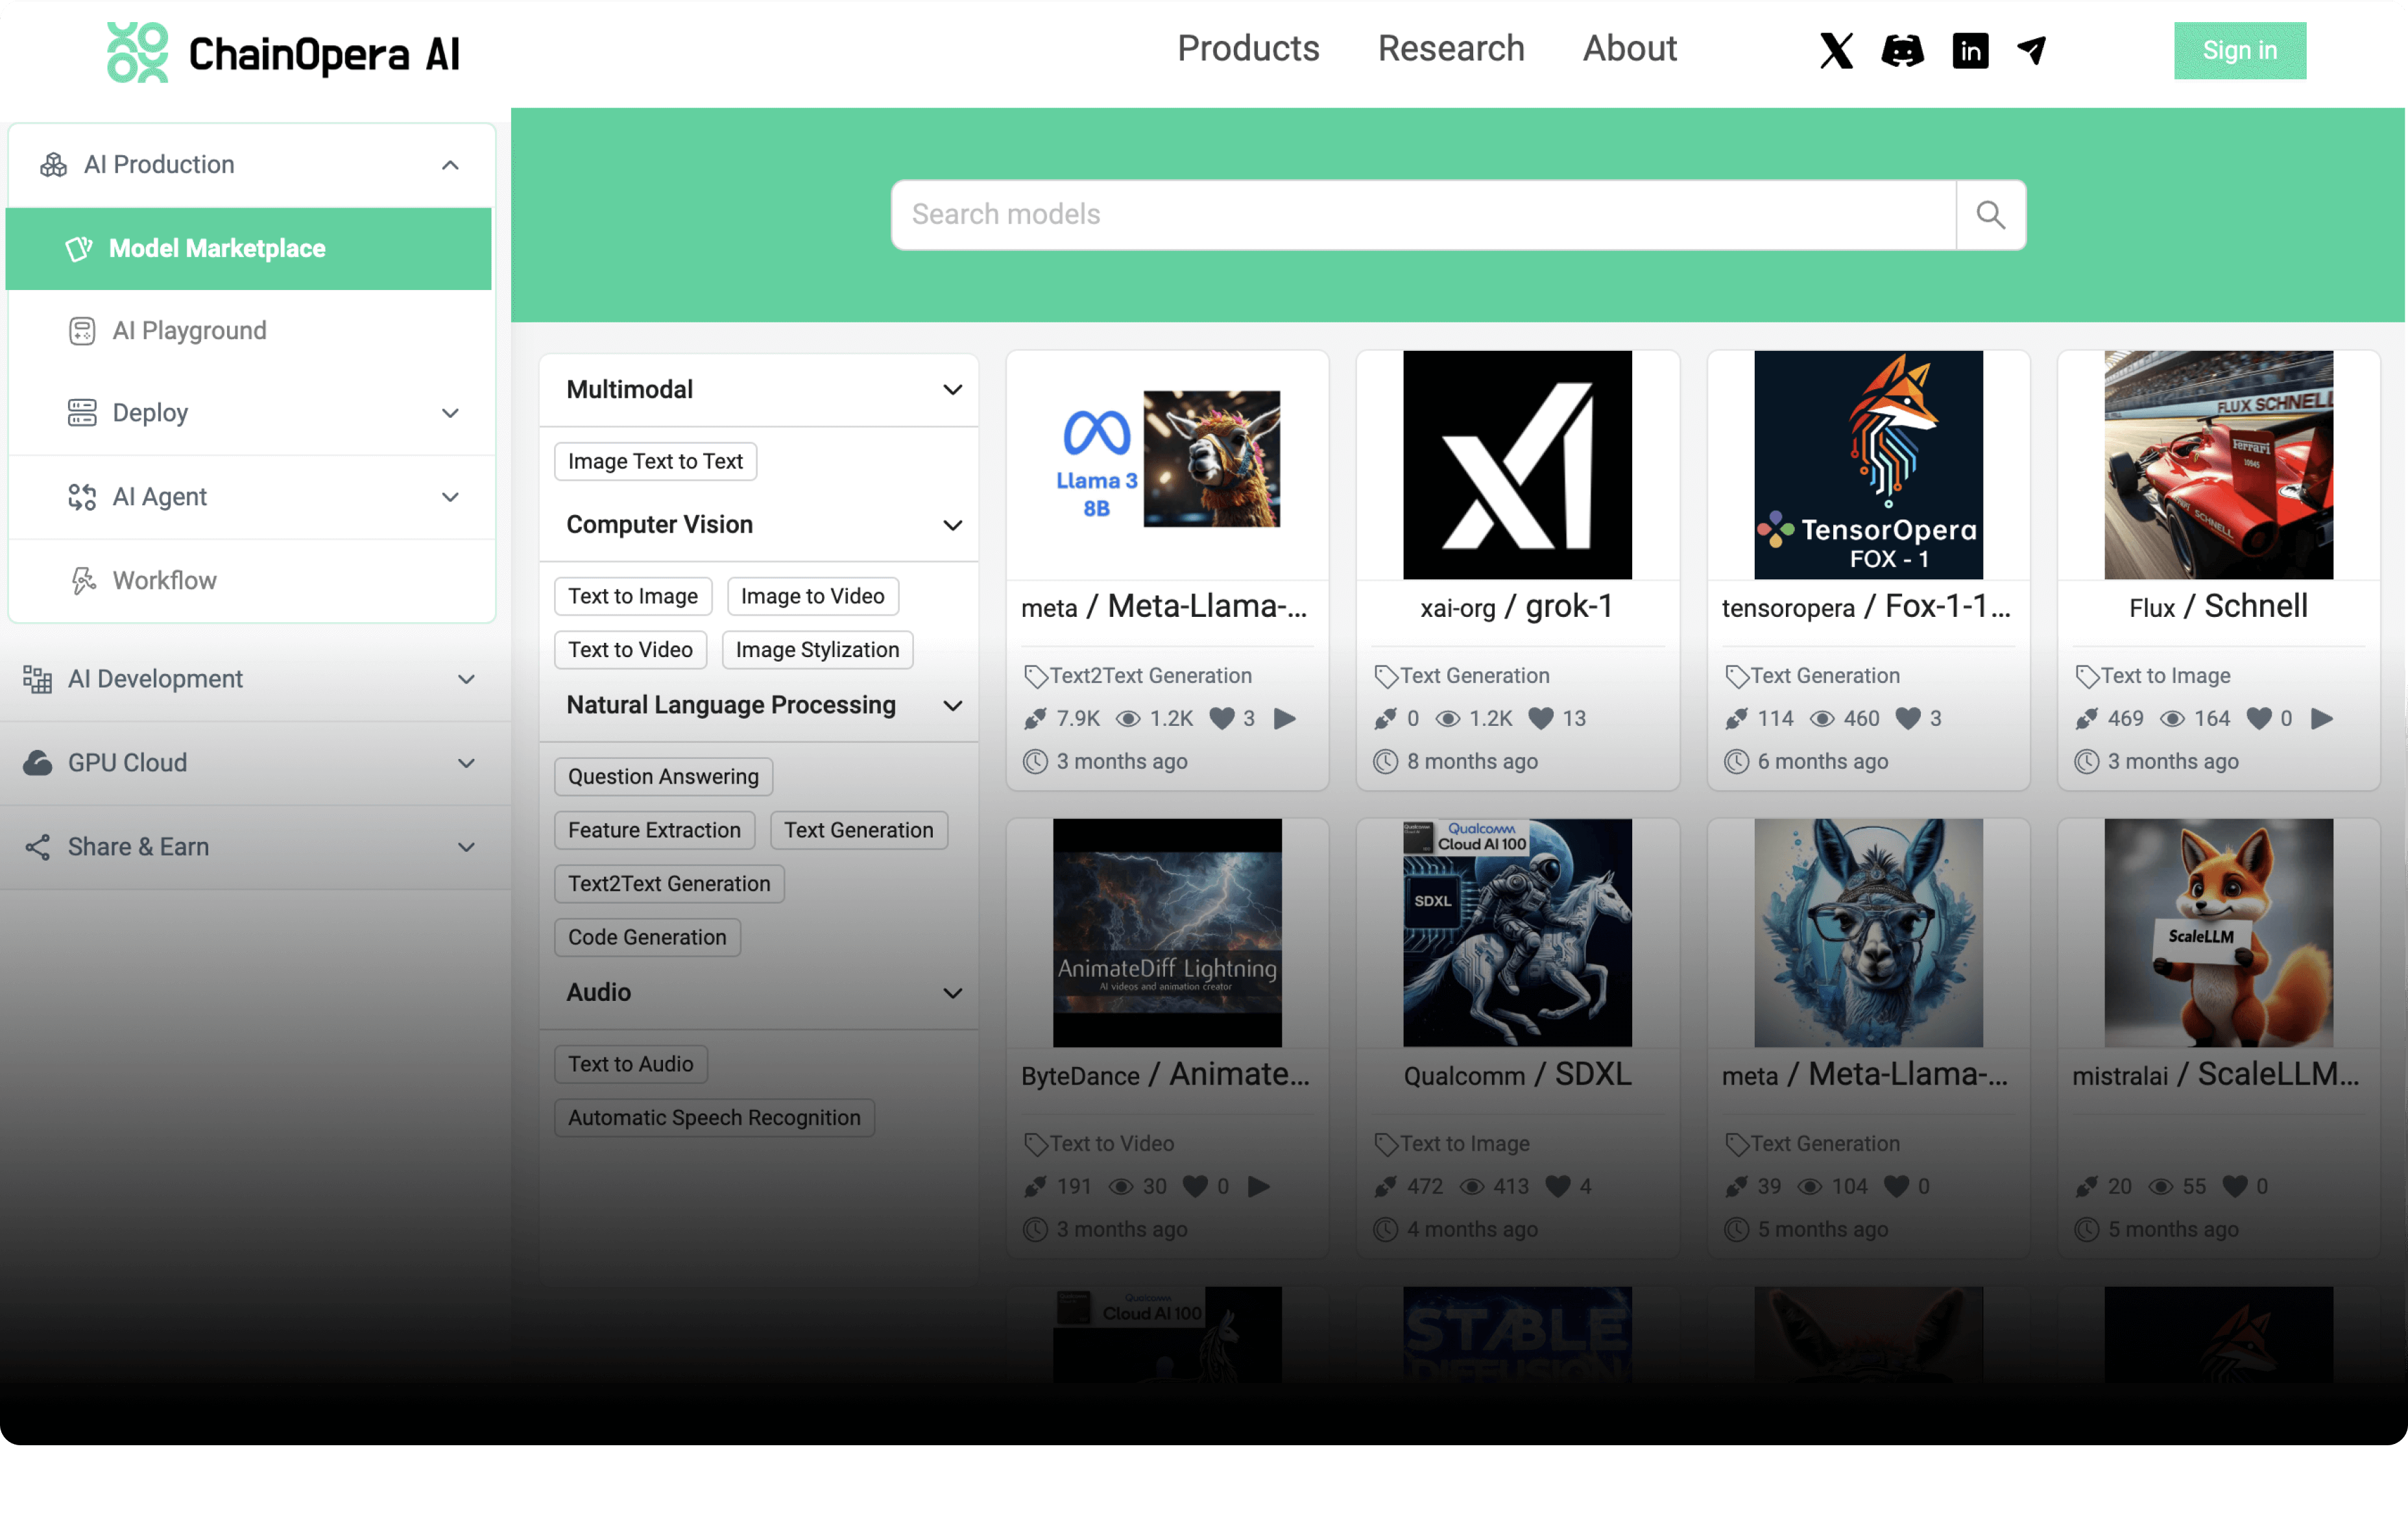 ChainOpera AI
Products
Research
About
Sign in
AI Production
Model Marketplace
AI Playground
Deploy
AI Agent
Workflow
AI Development
GPU Cloud
Share & Earn
Search models
Multimodal
Image Text to Text
Computer Vision
Text to Image
Image to Video
Text to Video
Image Stylization
Natural Language Processing
Question Answering
Feature Extraction
Text Generation
Text2Text Generation
Code Generation
Audio
Text to Audio
Automatic Speech Recognition
Llama 3
8B
meta / Meta-Llama-...
Text2Text Generation
7.9K 1.2K 3
3 months ago
xai-org / grok-1
Text Generation
0 1.2K 13
8 months ago
TensorOpera
FOX - 1
tensoropera / Fox-1-1...
Text Generation
114 460 3
6 months ago
FLUX SCHNELL
Ferrari
SCHNELL
Flux / Schnell
Text to Image
469 164 0
3 months ago
AnimateDiff Lightning
AI videos and animation creator
ByteDance / Animate...
Text to Video
191 30 0
3 months ago
Qualcomm
Cloud AI 100
SDXL
Qualcomm / SDXL
Text to Image
472 413 4
4 months ago
meta / Meta-Llama-...
Text Generation
39 104 0
5 months ago
ScaleLLM
mistralai / ScaleLLM...
20 55 0
5 months ago
Qualcomm
Cloud AI 100
STABLE
DIFFUSION